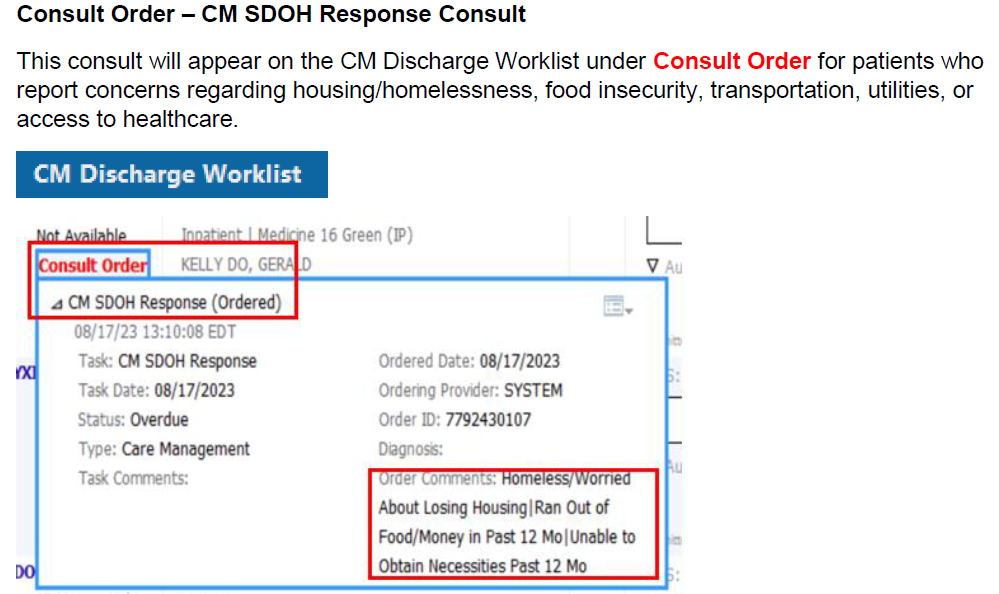 Consult Order – CM SDOH Response Consult
This consult will appear on the CM Discharge Worklist under Consult Order for patients who
report concerns regarding housing/homelessness, food insecurity, transportation, utilities, or
access to healthcare.
CM Discharge Worklist
Not Available Inpatient | Medicine 16 Green (IP)
Consult Order KELLY DO, GERALD
Au
CM SDOH Response (Ordered)
08/17/23 13:10:08 EDT
Task: CM SDOH Response Ordered Date: 08/17/2023
Task Date: 08/17/2023 Ordering Provider: SYSTEM
Status: Overdue Order ID: 7792430107
Type: Care Management Diagnosis:
Task Comments: Order Comments: Homeless/Worried
About Losing Housing|Ran Out of
Food/Money in Past 12 Mo|Unable to
Obtain Necessities Past 12 Mo
YXI
S:
Au
DO
S: